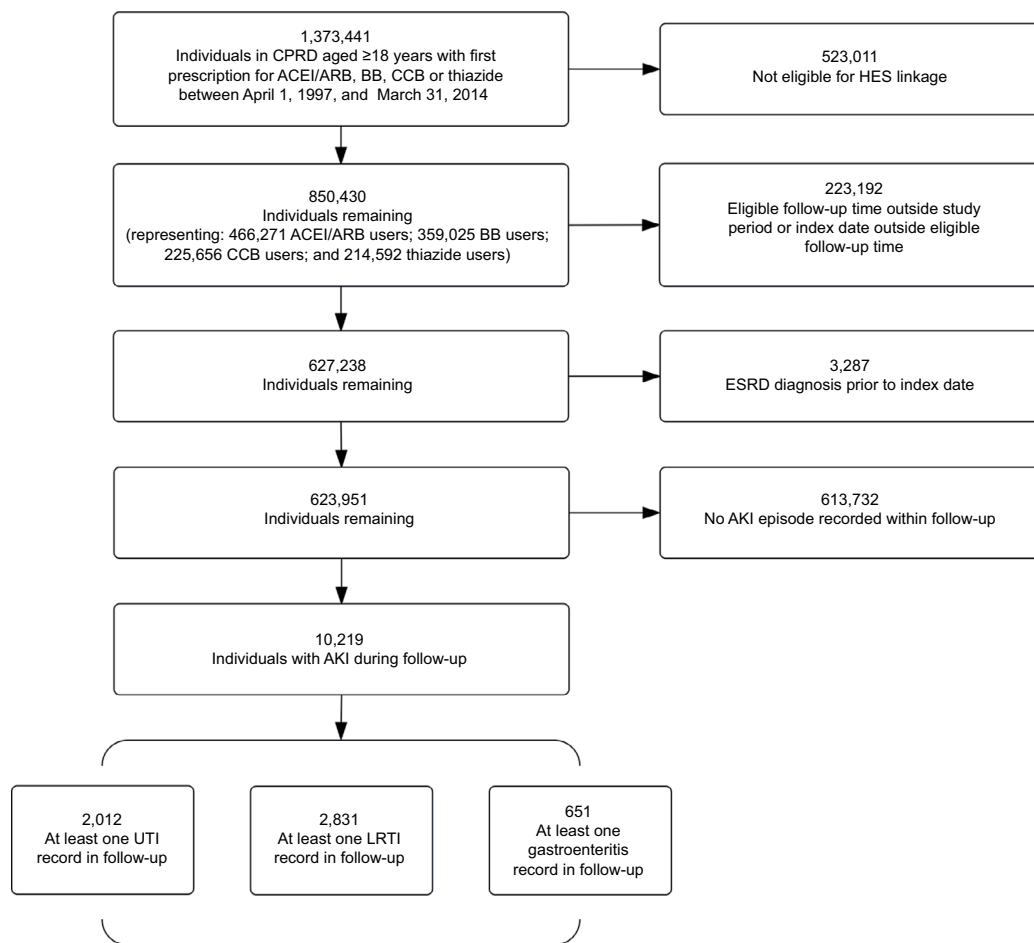 1,373,441
Individuals in CPRD aged ≥18 years with first
prescription for ACEI/ARB, BB, CCB or thiazide
between April 1, 1997, and March 31, 2014
523,011
Not eligible for HES linkage
850,430
Individuals remaining
(representing: 466,271 ACEI/ARB users; 359,025 BB users;
225,656 CCB users; and 214,592 thiazide users)
223,192
Eligible follow-up time outside study
period or index date outside eligible
follow-up time
627,238
Individuals remaining
3,287
ESRD diagnosis prior to index date
623,951
Individuals remaining
613,732
No AKI episode recorded within follow-up
10,219
Individuals with AKI during follow-up
2,012
At least one UTI
record in follow-up
2,831
At least one LRTI
record in follow-up
651
At least one
gastroenteritis
record in follow-up